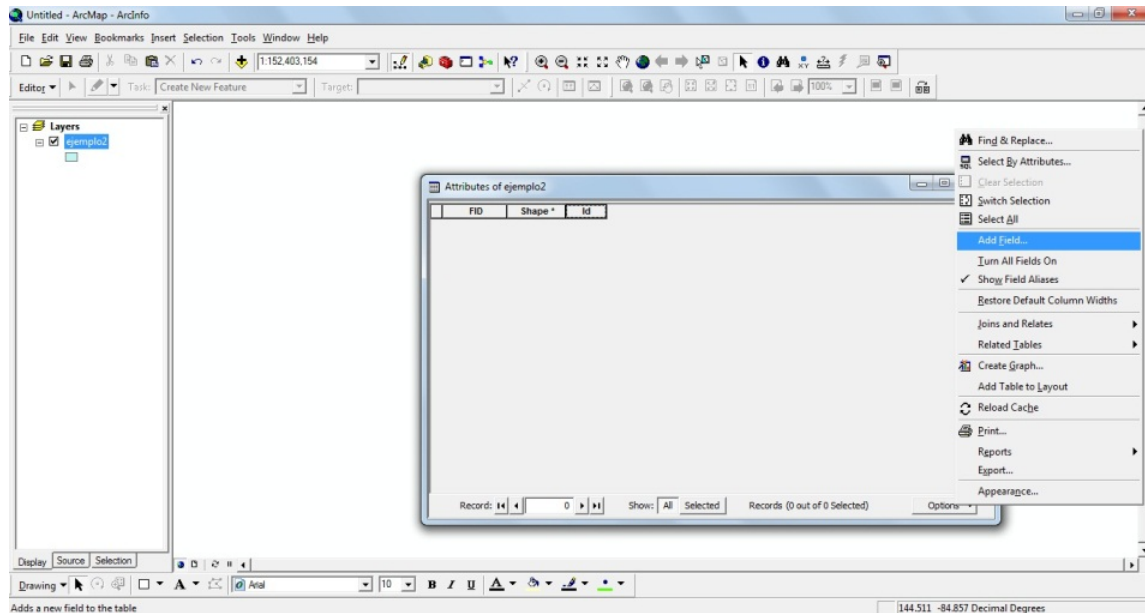 Untitled - ArcMap - ArcInfo
File Edit View Bookmarks Insert Selection Tools Window Help
1:152,403,154
Editor Task: Create New Feature Target: 100%
Layers
ejemplo2
Attributes of ejemplo2
FID Shape * Id
Find & Replace...
Select By Attributes...
Clear Selection
Switch Selection
Select All
Add Field...
Turn All Fields On
Show Field Aliases
Restore Default Column Widths
Joins and Relates
Related Tables
Create Graph...
Add Table to Layout
Reload Cache
Print...
Reports
Export...
Appearance...
Record: 0 Show: All Selected Records (0 out of 0 Selected) Options
Display Source Selection
Drawing A Arial 10 B I U A
Adds a new field to the table 144.511 -84.857 Decimal Degrees